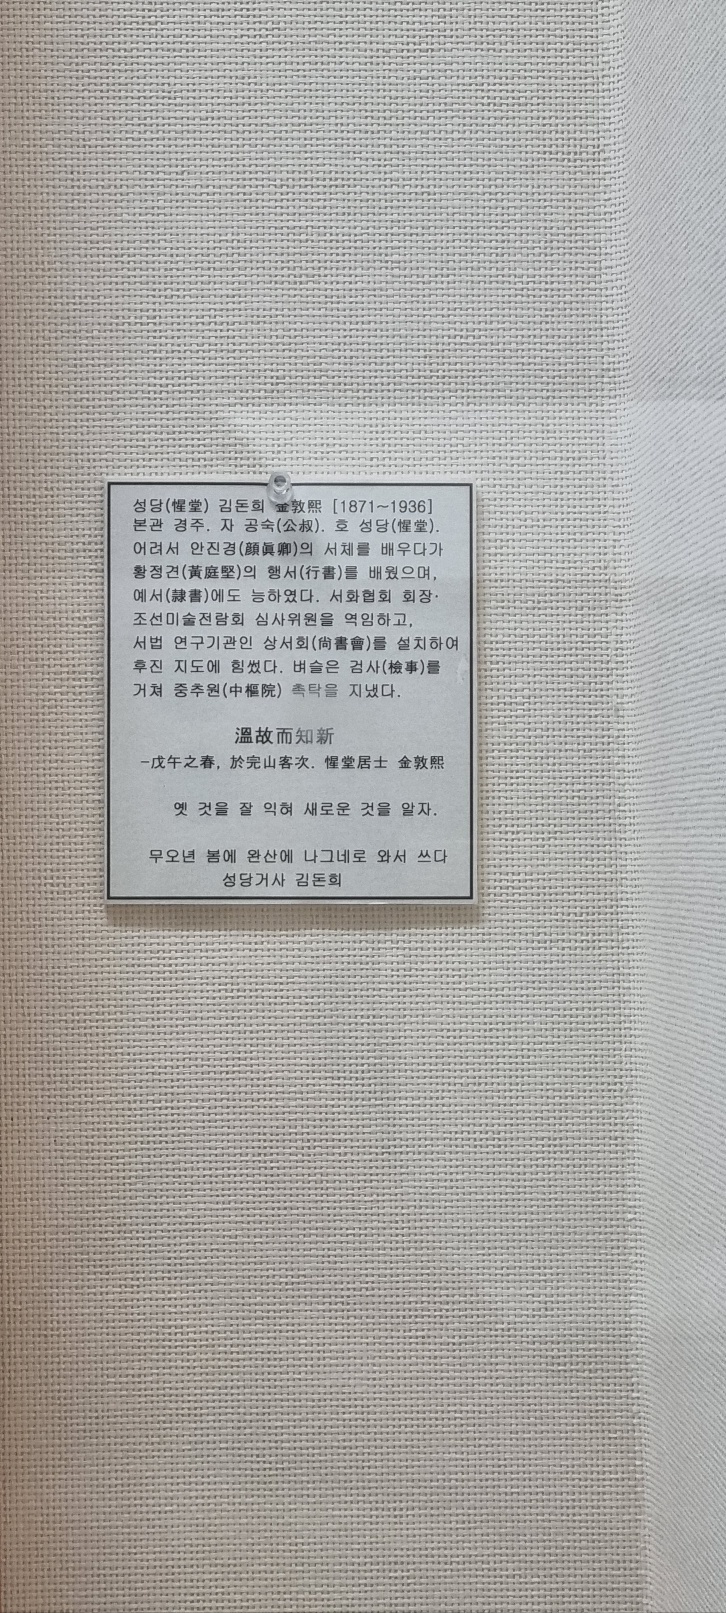 성당(惺堂) 김돈희 金敦熙 [1871~1936]
본관 경주. 자 공숙(公叔). 호 성당(惺堂).
어려서 안진경(顔眞卿)의 서체를 배우다가
황정견(黃庭堅)의 행서(行書)를 배웠으며,
예서(隷書)에도 능하였다. 서화협회 회장·
조선미술전람회 심사위원을 역임하고,
서법 연구기관인 상서회(尙書會)를 설치하여
후진 지도에 힘썼다. 벼슬은 검사(檢事)를
거쳐 중추원(中樞院) 촉탁을 지냈다.
溫故而知新
-戊午之春, 於完山客次. 惺堂居士 金敦熙
옛 것을 잘 익혀 새로운 것을 알자.
무오년 봄에 완산에 나그네로 와서 쓰다
성당거사 김돈희